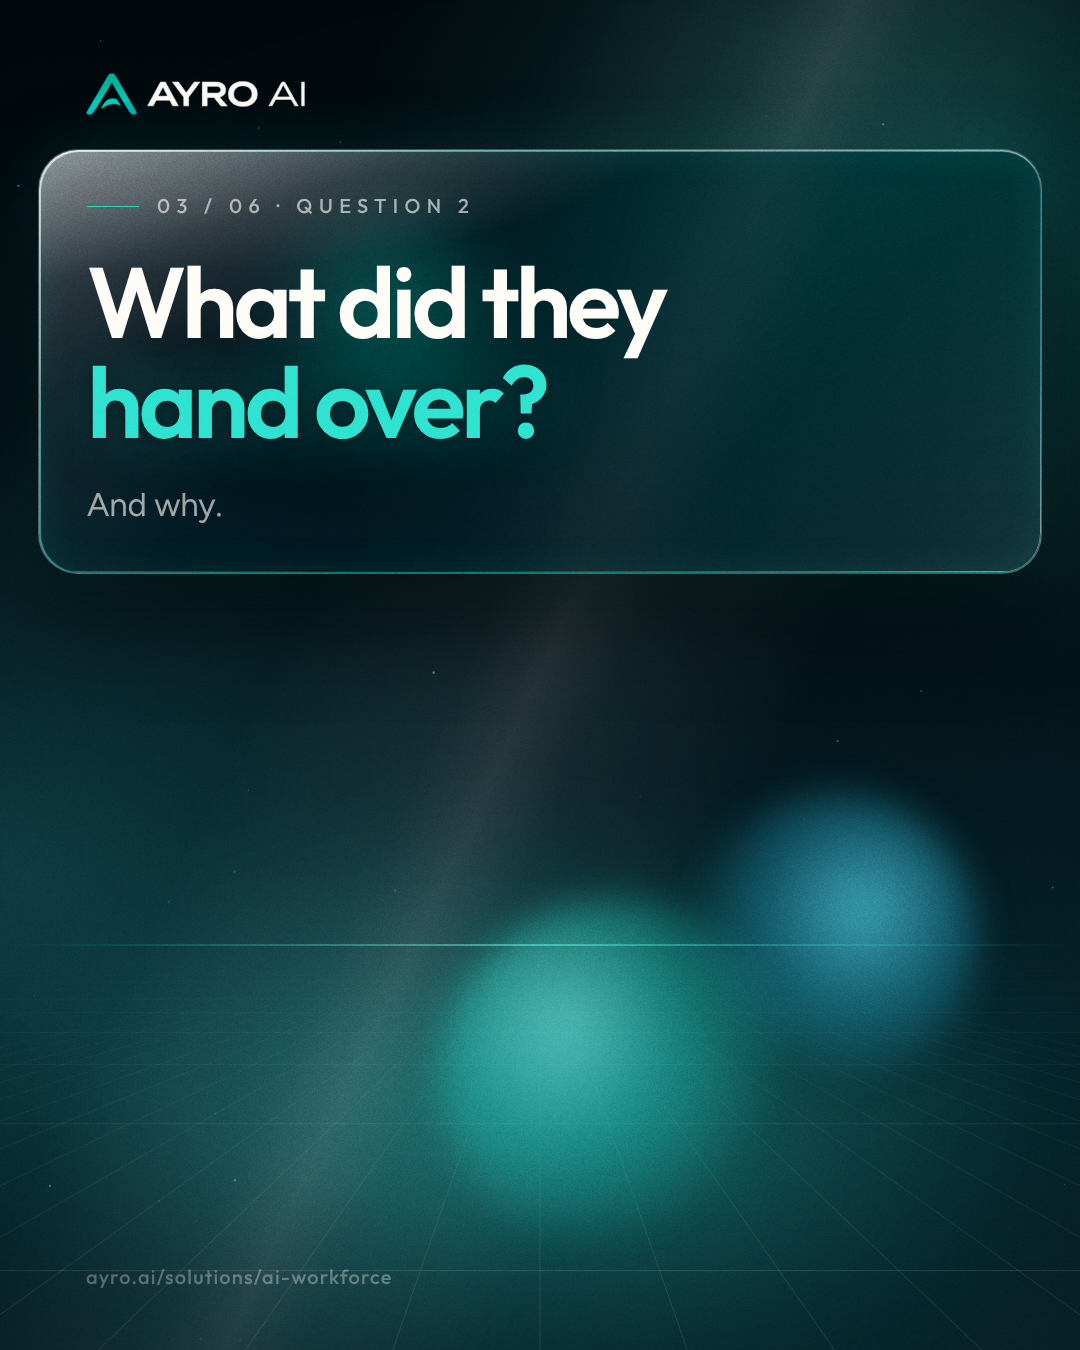 AYRO AI
03 / 06 · QUESTION 2
What did they
hand over?
And why.
ayro.ai/solutions/ai-workforce